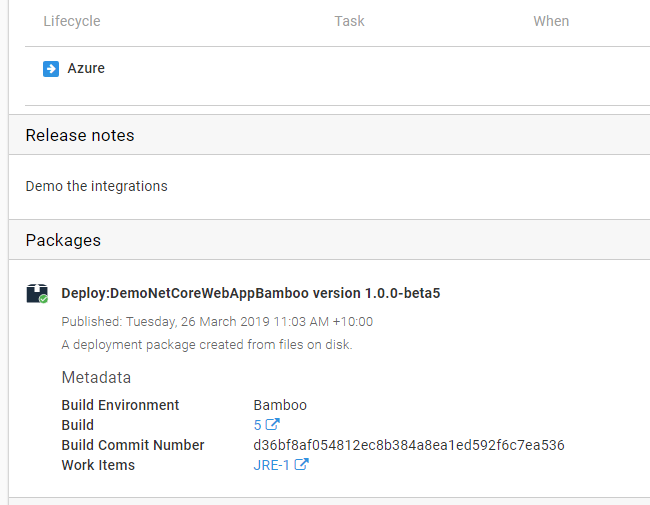 Lifecycle Task When
Azure
Release notes
Demo the integrations
Packages
Deploy:DemoNetCoreWebAppBamboo version 1.0.0-beta5
Published: Tuesday, 26 March 2019 11:03 AM +10:00
A deployment package created from files on disk.
Metadata
Build Environment Bamboo
Build 5
Build Commit Number d36bf8af054812ec8b384a8ea1ed592f6c7ea536
Work Items JRE-1